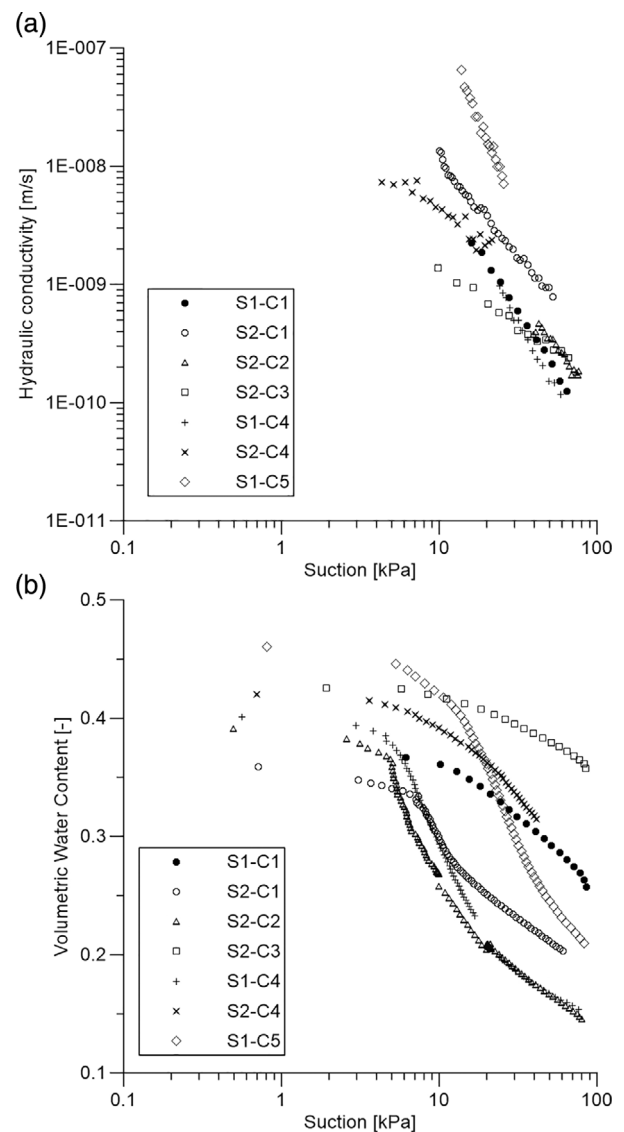 (a)
1E-007
1E-008
1E-009
1E-010
1E-011
Hydraulic conductivity [m/s]
S1-C1
S2-C1
S2-C2
S2-C3
S1-C4
S2-C4
S1-C5
0.1 1 10 100
Suction [kPa]
(b)
0.5
0.4
0.3
0.2
0.1
Volumetric Water Content [-]
S1-C1
S2-C1
S2-C2
S2-C3
S1-C4
S2-C4
S1-C5
0.1 1 10 100
Suction [kPa]